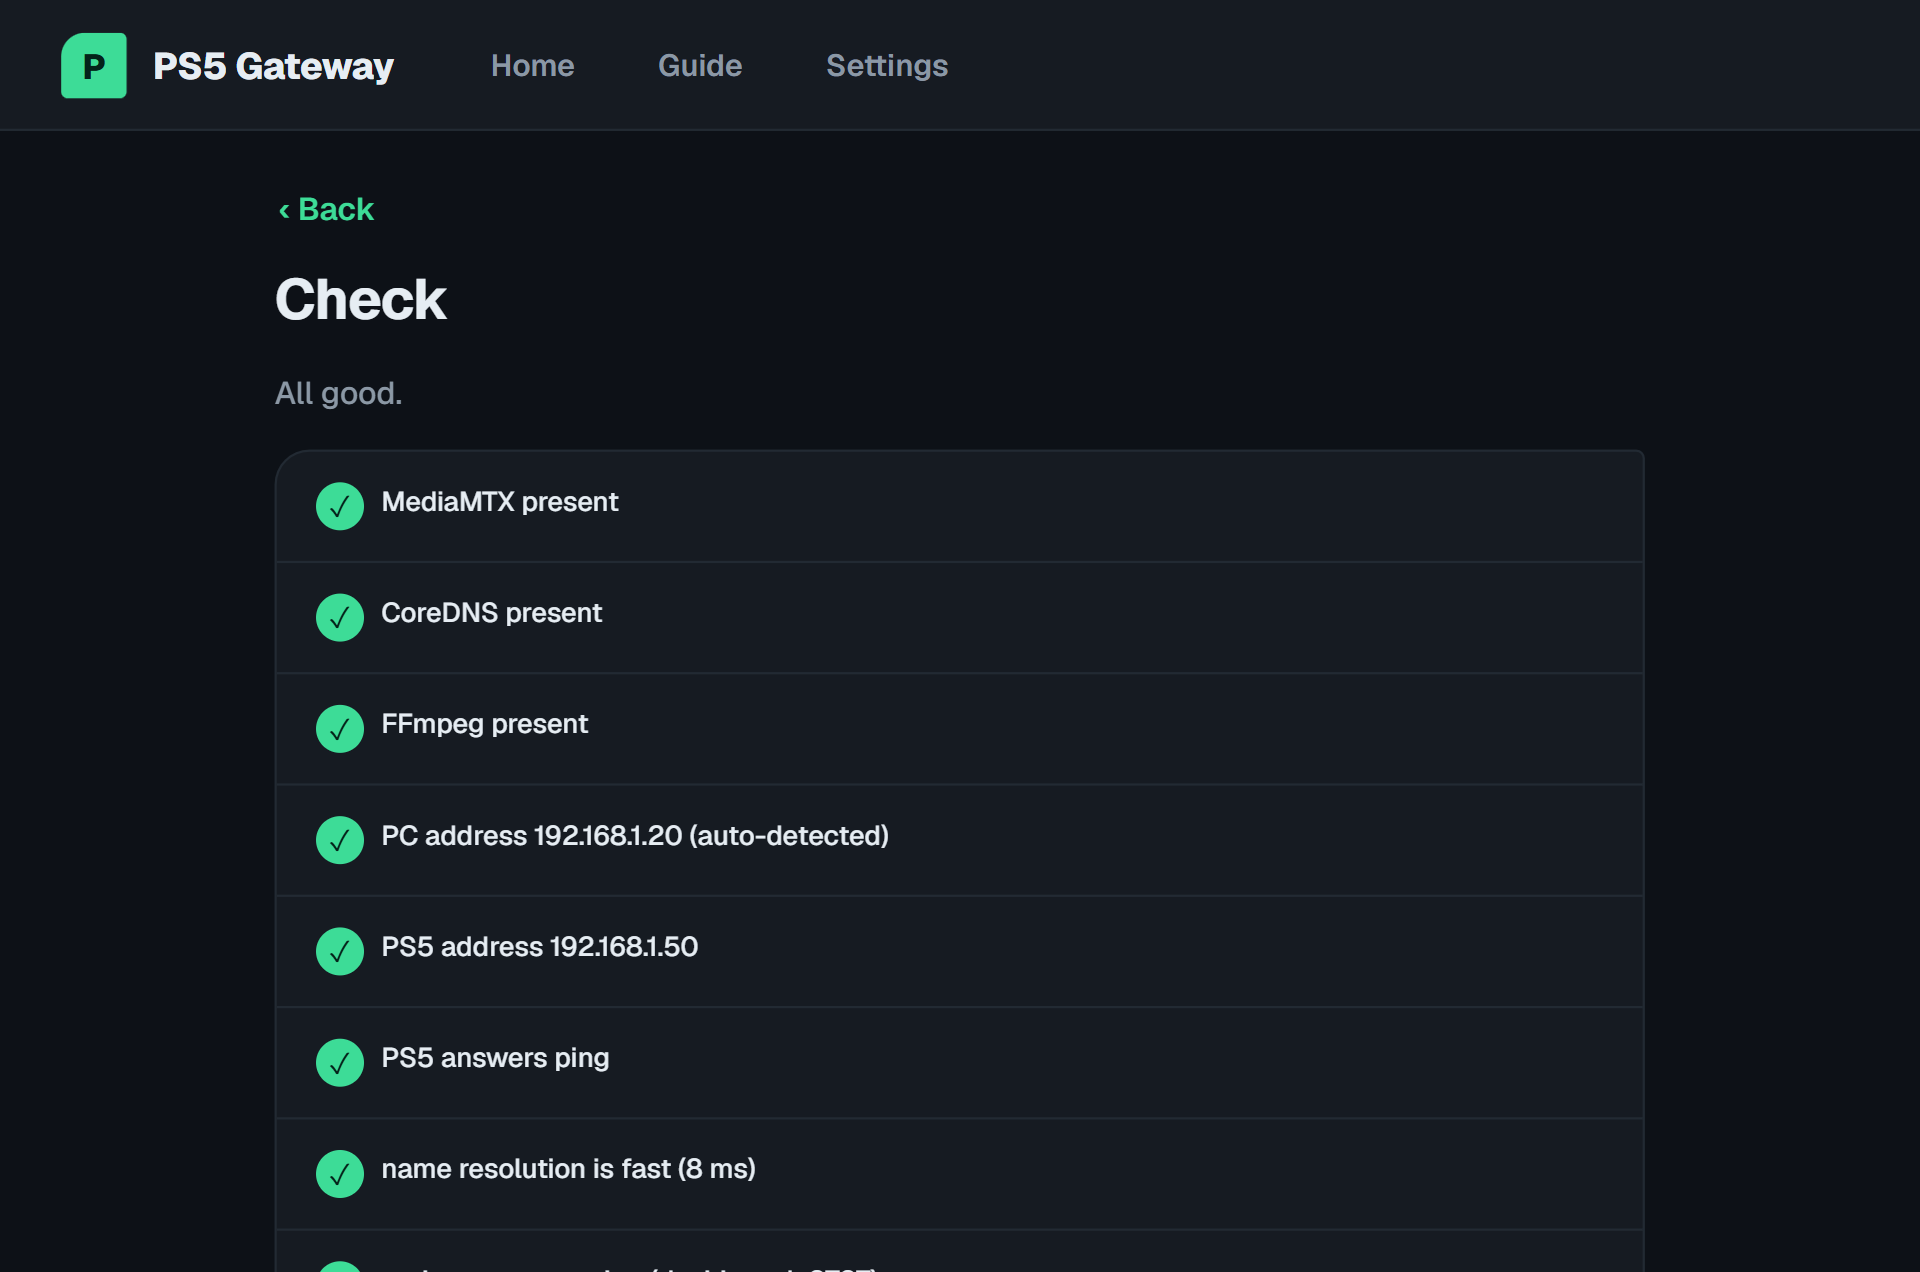 P
PS5 Gateway
Home
Guide
Settings
‹ Back
Check
All good.
✓ MediaMTX present
✓ CoreDNS present
✓ FFmpeg present
✓ PC address 192.168.1.20 (auto-detected)
✓ PS5 address 192.168.1.50
✓ PS5 answers ping
✓ name resolution is fast (8 ms)